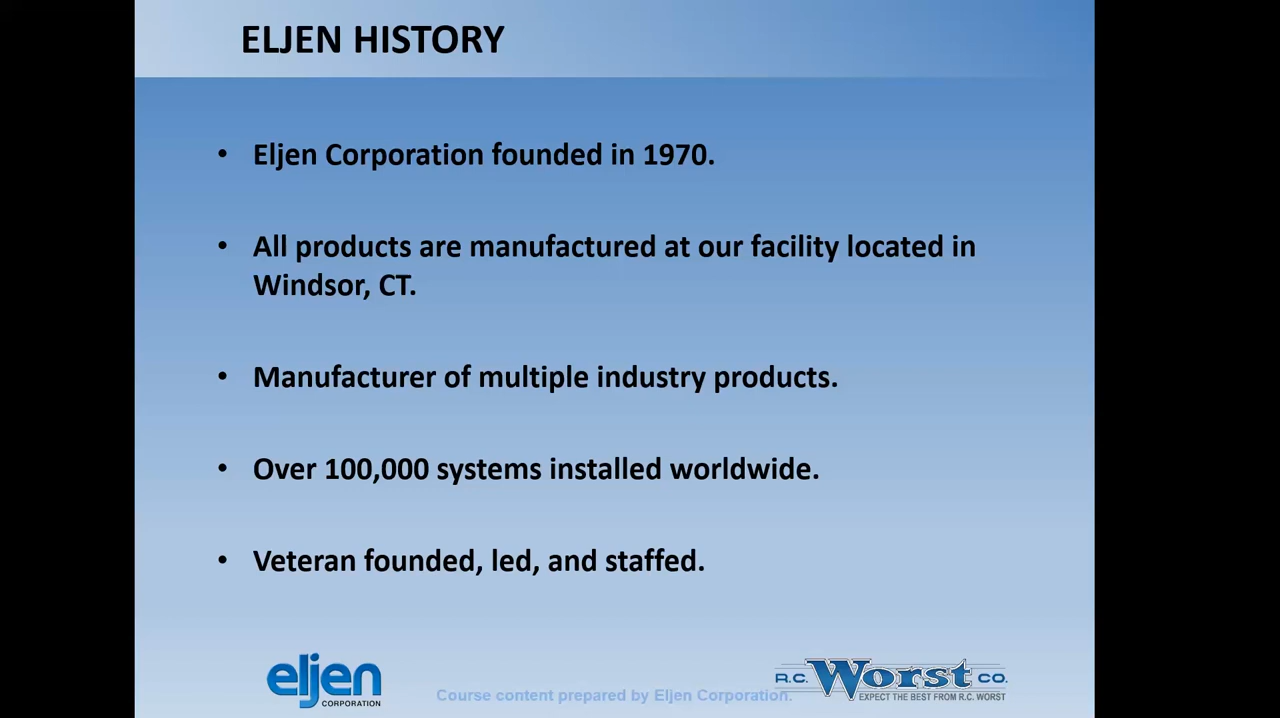 ELJEN HISTORY
• Eljen Corporation founded in 1970.
• All products are manufactured at our facility located in
Windsor, CT.
• Manufacturer of multiple industry products.
• Over 100,000 systems installed worldwide.
• Veteran founded, led, and staffed.
eljen
CORPORATION
Course content prepared by Eljen Corporation.
R.C. Worst CO.
EXPECT THE BEST FROM R.C. WORST